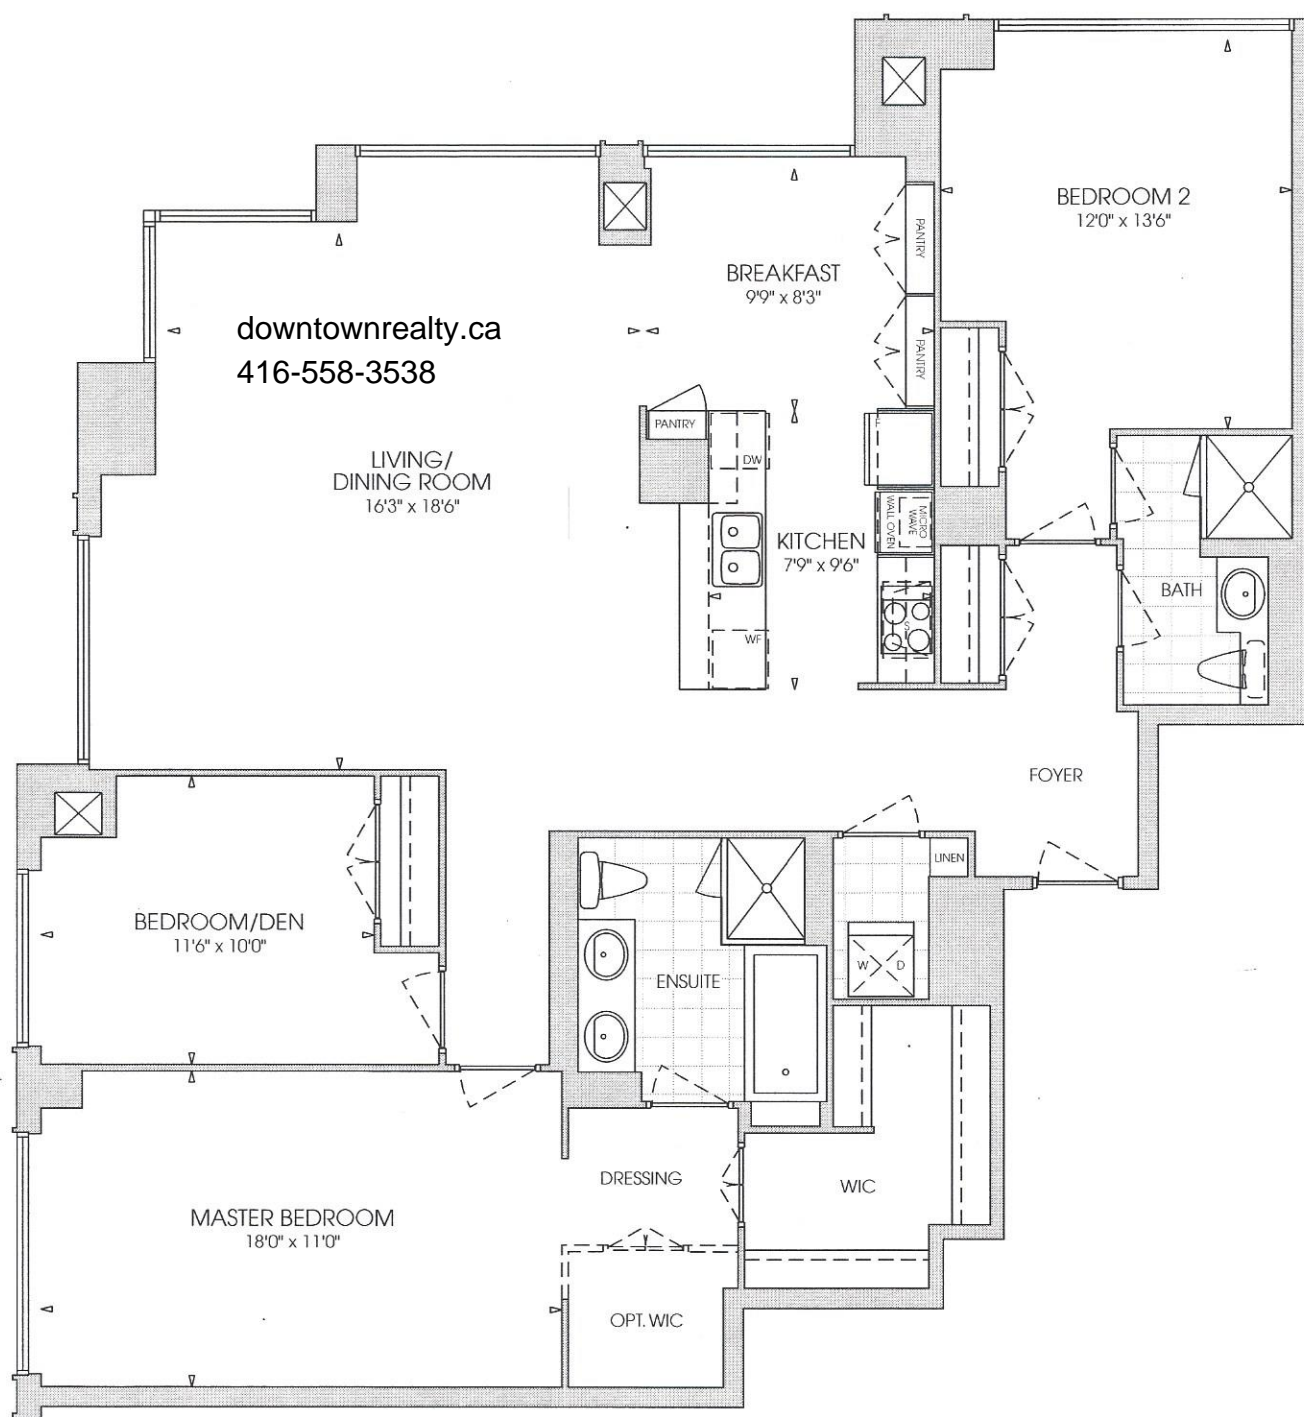 BEDROOM 2
12'0" x 13'6"
PANTRY
BREAKFAST
9'9" x 8'3"
downtownrealty.ca
416-558-3538
PANTRY
PANTRY
F
LIVING/
DINING ROOM
16'3" x 18'6"
DW
MICRO
WAVE
WALL OVEN
KITCHEN
7'9" x 9'6"
BATH
S
WF
FOYER
LINEN
BEDROOM/DEN
11'6" x 10'0"
W
D
ENSUITE
DRESSING
WIC
MASTER BEDROOM
18'0" x 11'0"
OPT. WIC